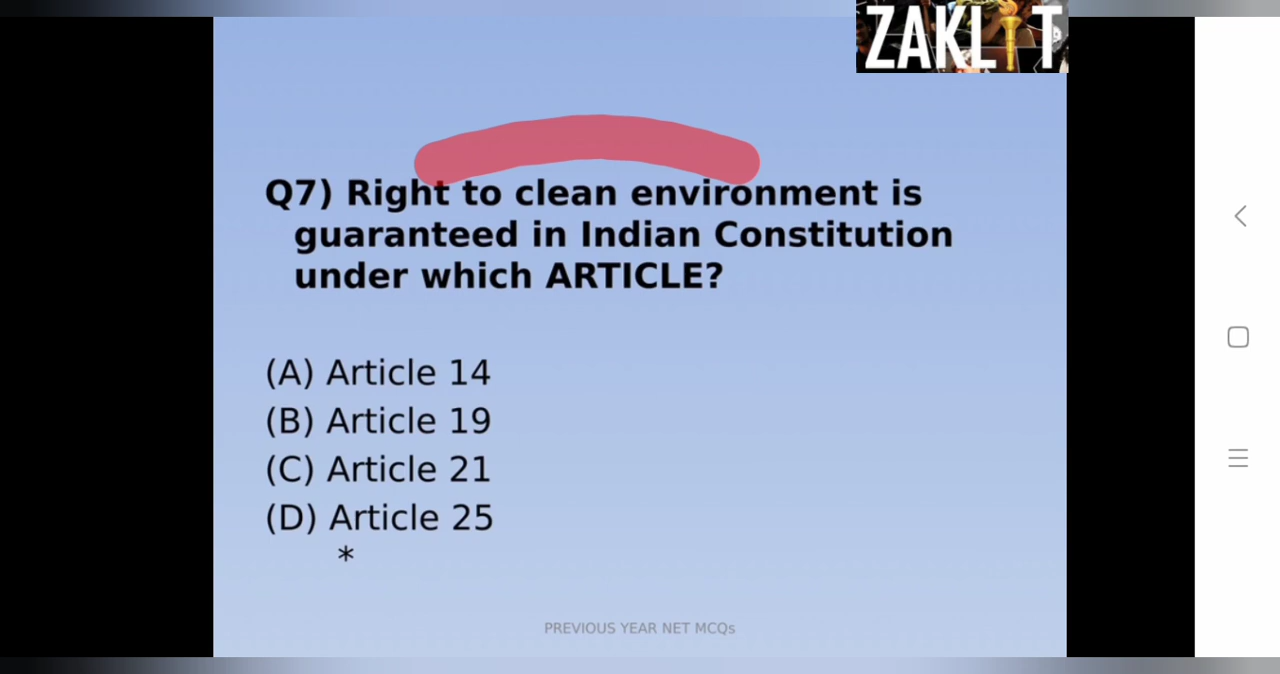 ZAKLIT
Q7) Right to clean environment is
guaranteed in Indian Constitution
under which ARTICLE?
(A) Article 14
(B) Article 19
(C) Article 21
(D) Article 25
*
PREVIOUS YEAR NET MCQs